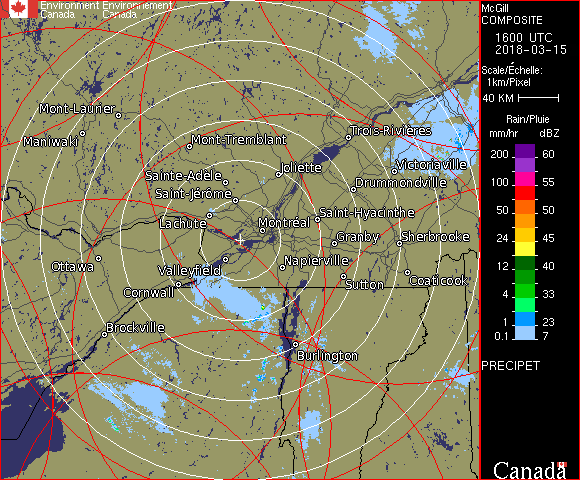 Environment Environnement
Canada Canada
Mont-Laurier
Maniwaki
Mont-Tremblant
Trois-Rivières
Joliette
Victoriaville
Sainte-Adèle
Drummondville
Saint-Jérôme
Saint-Hyacinthe
Lachute
Montréal
Granby
Sherbrooke
Ottawa
Valleyfield
Napierville
Cornwall
Sutton
Coaticook
Brockville
Burlington
McGill
COMPOSITE
1600 UTC
2018-03-15
Scale/Échelle:
1km/Pixel
40 KM
Rain/Pluie
mm/hr dBZ
200 60
100 55
50 50
24 45
12 40
4 33
1 23
0.1 7
PRECIPET
Canada